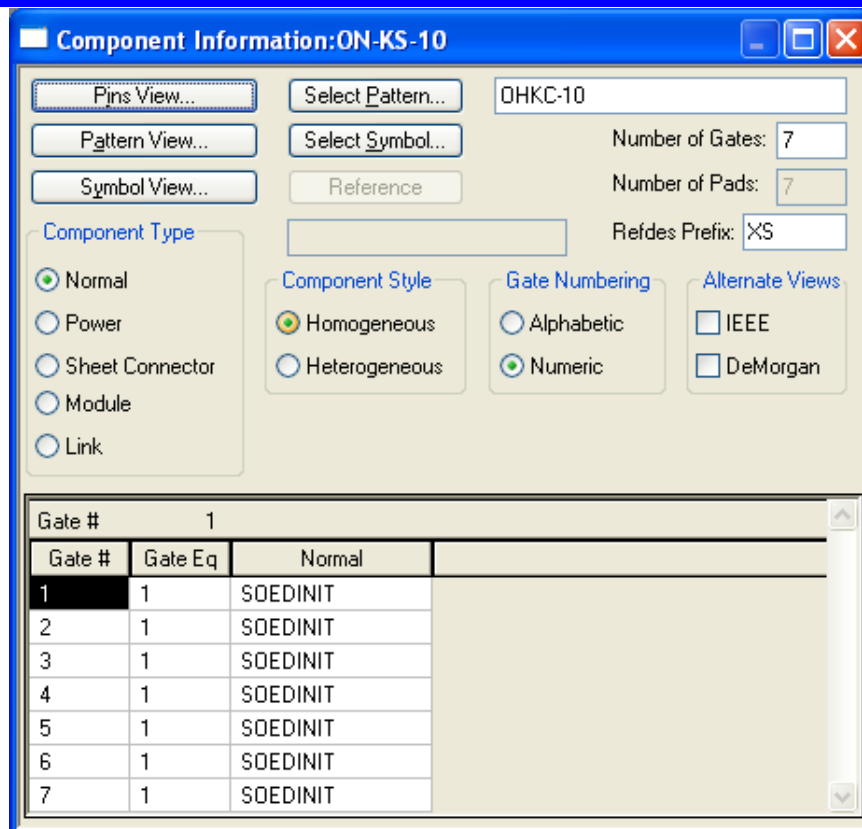 Component Information:ON-KS-10
Pins View... Select Pattern... OHKC-10
Pattern View... Select Symbol... Number of Gates: 7
Symbol View... Reference Number of Pads: 7
Refdes Prefix: XS
Component Type Component Style Gate Numbering Alternate Views
Normal Homogeneous Alphabetic IEEE
Power Heterogeneous Numeric DeMorgan
Sheet Connector
Module
Link
Gate # 1
Gate # Gate Eq Normal
1 1 SOEDINIT
2 1 SOEDINIT
3 1 SOEDINIT
4 1 SOEDINIT
5 1 SOEDINIT
6 1 SOEDINIT
7 1 SOEDINIT